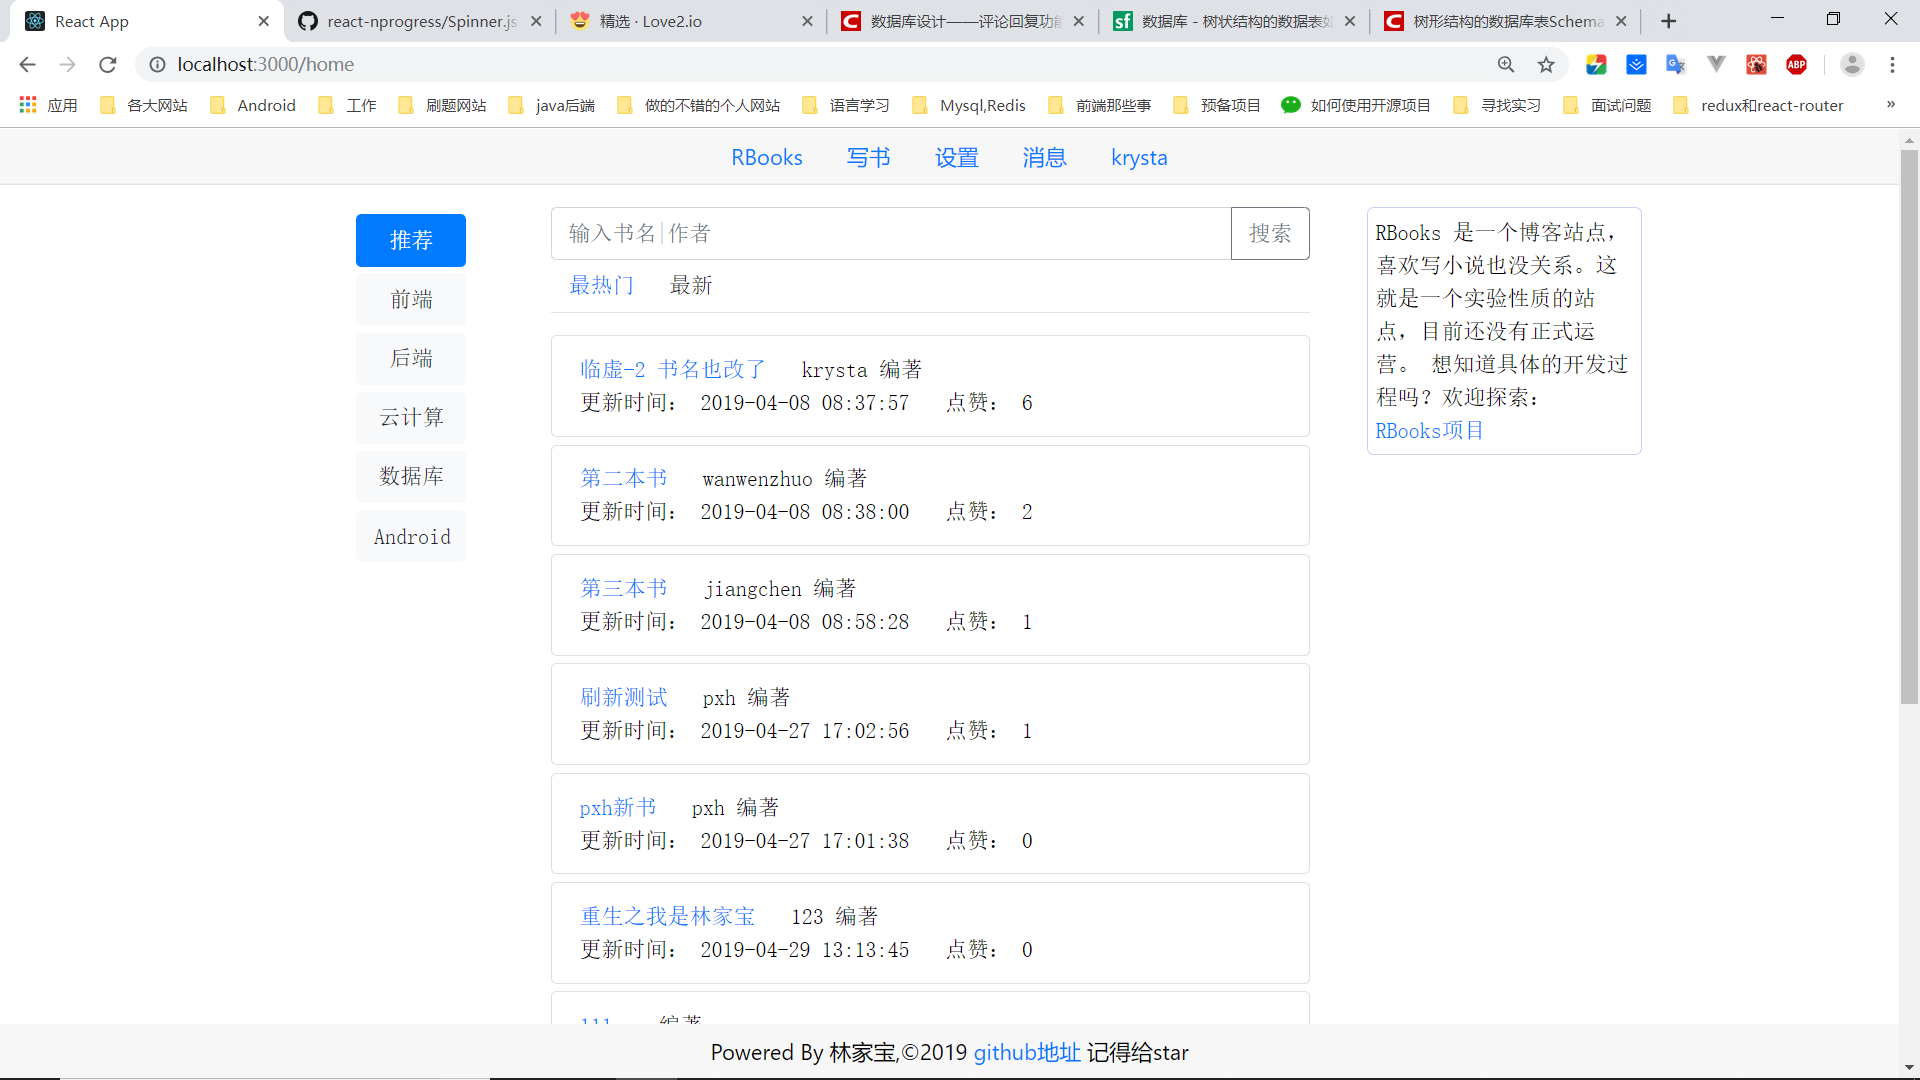 React App
react-nprogress/Spinner.js
精选 · Love2.io
数据库设计——评论回复功能
数据库 - 树状结构的数据表如
树形结构的数据库表Schema
localhost:3000/home
应用
各大网站
Android
工作
刷题网站
java后端
做的不错的个人网站
语言学习
Mysql,Redis
前端那些事
预备项目
如何使用开源项目
寻找实习
面试问题
redux和react-router
»
RBooks
写书
设置
消息
krysta
推荐
前端
后端
云计算
数据库
Android
输入书名|作者
搜索
最热门
最新
临虚-2 书名也改了 krysta 编著
更新时间： 2019-04-08 08:37:57 点赞： 6
第二本书 wanwenzhuo 编著
更新时间： 2019-04-08 08:38:00 点赞： 2
第三本书 jiangchen 编著
更新时间： 2019-04-08 08:58:28 点赞： 1
刷新测试 pxh 编著
更新时间： 2019-04-27 17:02:56 点赞： 1
pxh新书 pxh 编著
更新时间： 2019-04-27 17:01:38 点赞： 0
重生之我是林家宝 123 编著
更新时间： 2019-04-29 13:13:45 点赞： 0
编著
RBooks 是一个博客站点，
喜欢写小说也没关系。这
就是一个实验性质的站
点，目前还没有正式运
营。 想知道具体的开发过
程吗？欢迎探索：
RBooks项目
Powered By 林家宝,©2019 github地址 记得给star